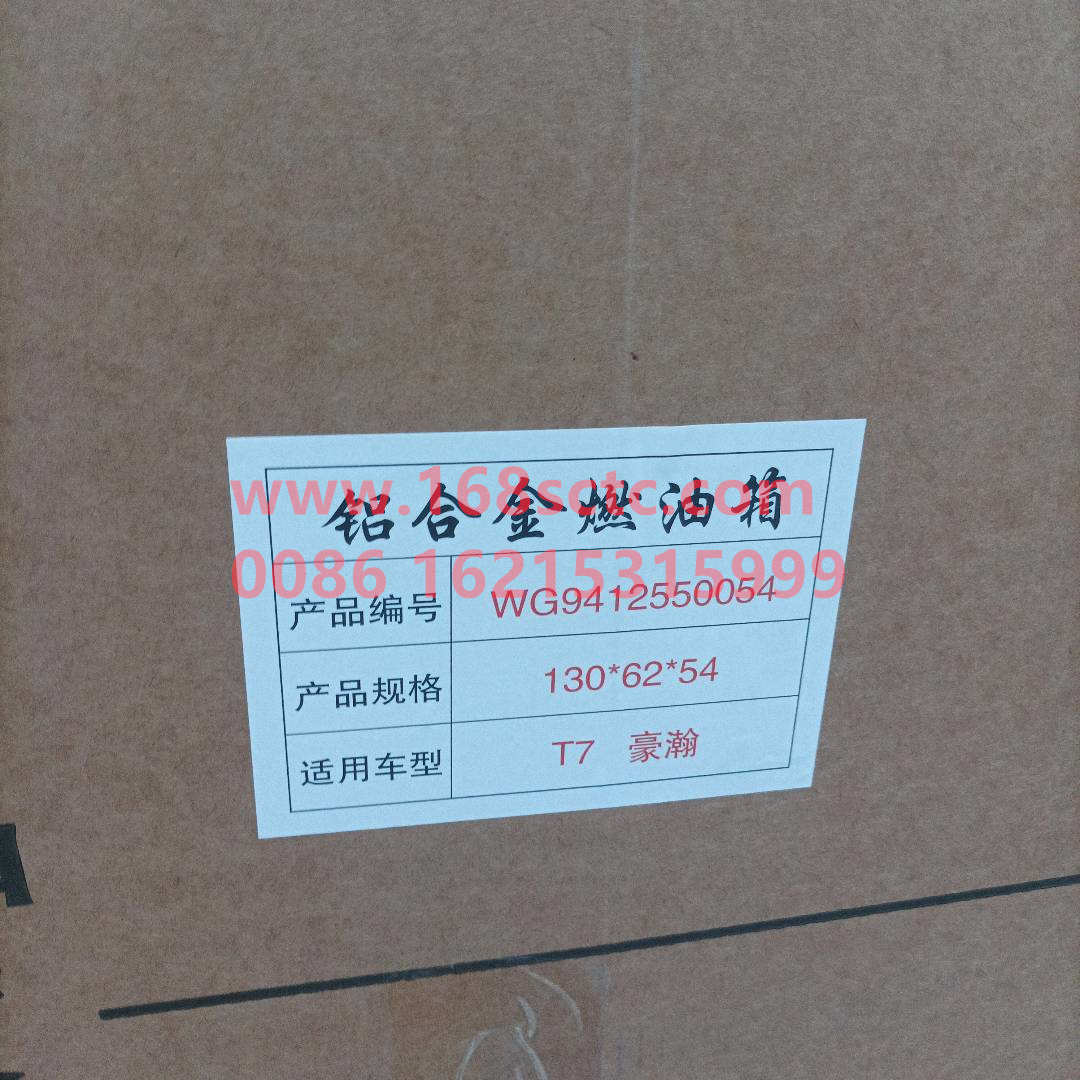 铝合金燃油箱
www.168sotc.com
0086 16215315999
产品编号 WG9412550054
产品规格 130*62*54
适用车型 T7 豪瀚